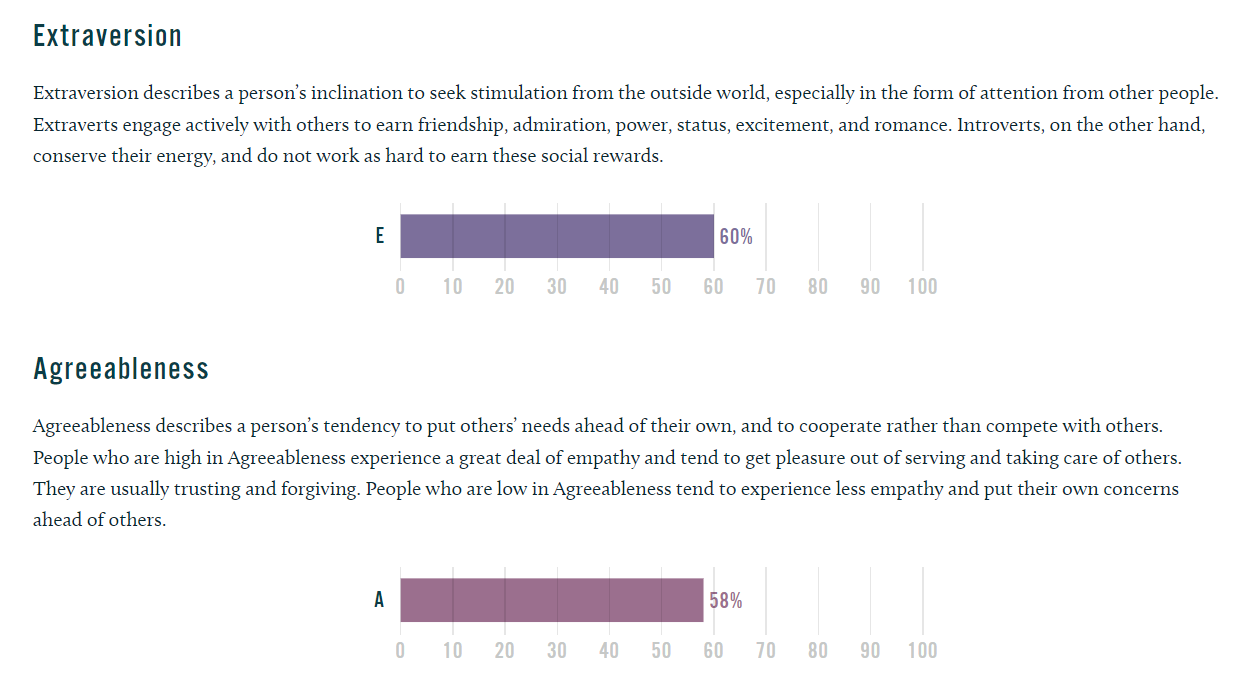 Extraversion
Extraversion describes a person’s inclination to seek stimulation from the outside world, especially in the form of attention from other people.
Extraverts engage actively with others to earn friendship, admiration, power, status, excitement, and romance. Introverts, on the other hand,
conserve their energy, and do not work as hard to earn these social rewards.
E 60%
0 10 20 30 40 50 60 70 80 90 100
Agreeableness
Agreeableness describes a person’s tendency to put others’ needs ahead of their own, and to cooperate rather than compete with others.
People who are high in Agreeableness experience a great deal of empathy and tend to get pleasure out of serving and taking care of others.
They are usually trusting and forgiving. People who are low in Agreeableness tend to experience less empathy and put their own concerns
ahead of others.
A 58%
0 10 20 30 40 50 60 70 80 90 100